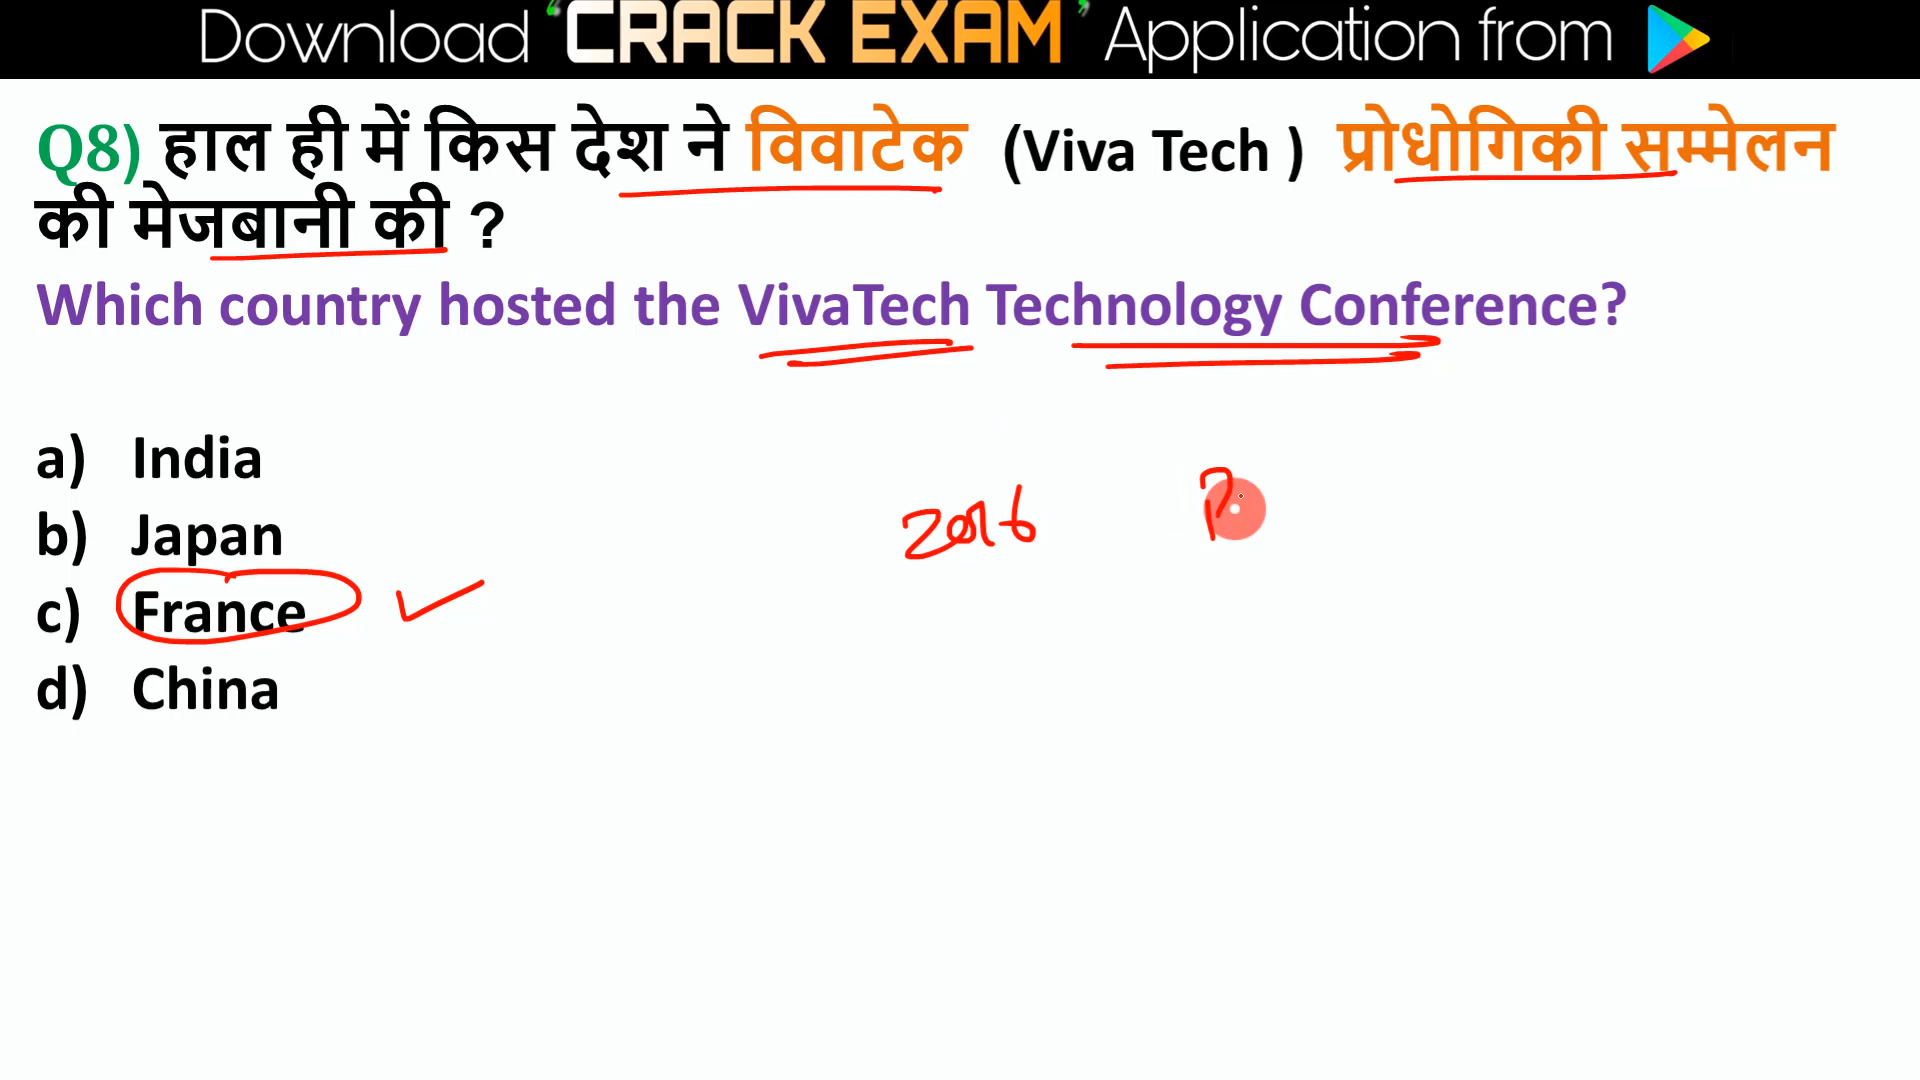 Download ‘CRACK EXAM’ Application from
Q8) हाल ही में किस देश ने विवाटेक (Viva Tech ) प्रोधोगिकी सम्मेलन
की मेजबानी की ?
Which country hosted the VivaTech Technology Conference?
a) India
2016
b) Japan
c) France
d) China